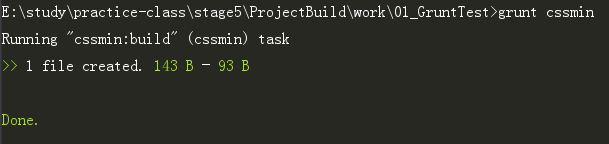 E:\study\practice-class\stage5\ProjectBuild\work\01_GruntTest>grunt cssmin
Running "cssmin:build" (cssmin) task
>> 1 file created. 143 B - 93 B
Done.